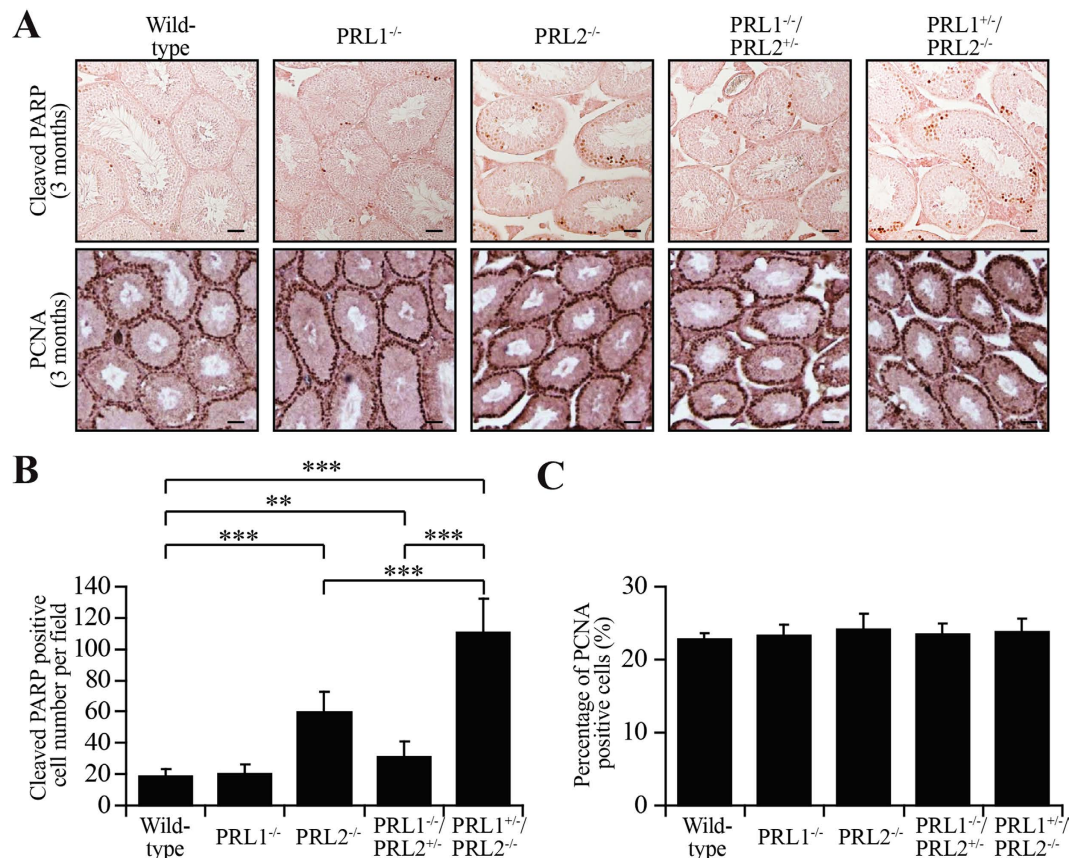 A
Wild-
type
PRL1-/-
PRL2-/-
PRL1-/-/
PRL2+/-
PRL1+/-/
PRL2-/-
Cleaved PARP
(3 months)
PCNA
(3 months)
B
***
**
***
***
***
Cleaved PARP positive
cell number per field
140
120
100
80
60
40
20
0
Wild-
type
PRL1-/-
PRL2-/-
PRL1-/-/
PRL2+/-
PRL1+/-/
PRL2-/-
C
Percentage of PCNA
positive cells (%)
30
20
10
0
Wild-
type
PRL1-/-
PRL2-/-
PRL1-/-/
PRL2+/-
PRL1+/-/
PRL2-/-